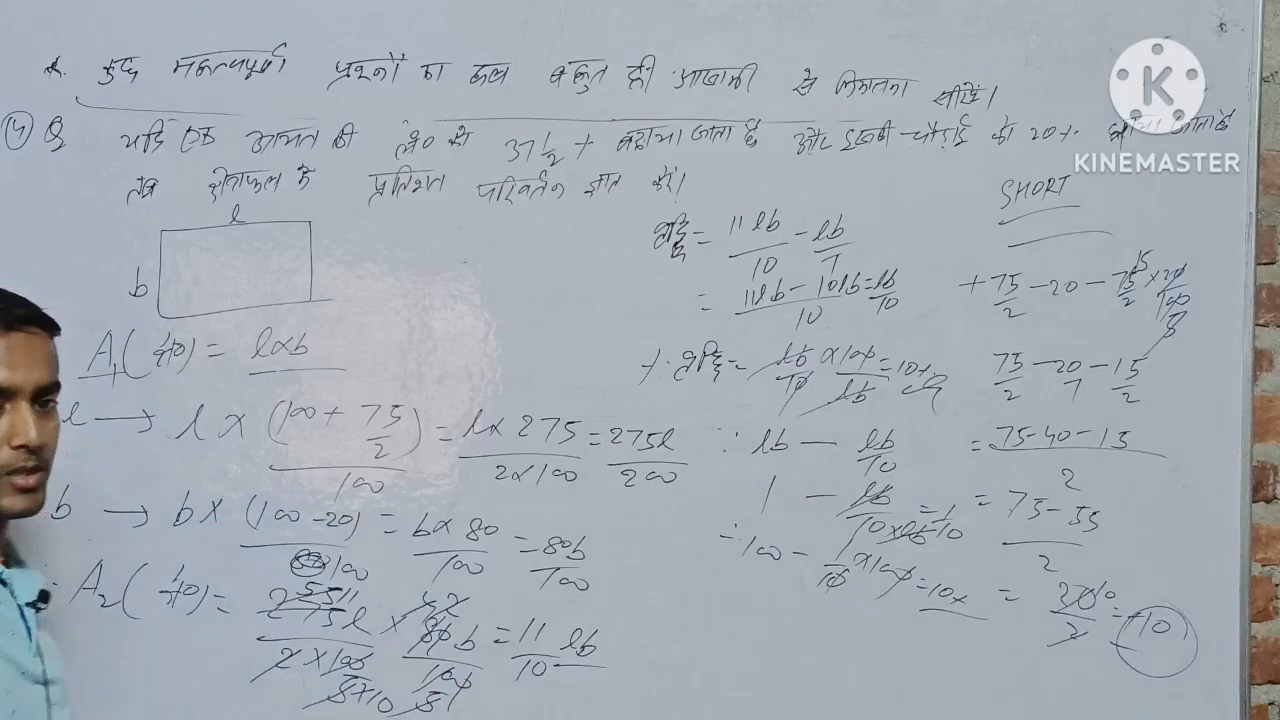 A. कुछ महत्वपूर्ण प्रश्नों का हल बहुत ही आसानी से निकालना सीखें।
KINEMASTER
Q यदि एक आयत की ल० को 37 1/2 % बढ़ाया जाता है और इसकी चौड़ाई को 20% जाता है
तब क्षेत्रफल में प्रतिशत परिवर्तन ज्ञात करें।
l
b
A₁( ) = l×b
l → l × (100 + 75/2)/100 = l×275/2×100 = 275l/200
b → b × (100-20)/100 = b×80/100 = 80b/100
A₂( ) = 275l/2×100 × 80b/100 = 11/10 lb
वृद्धि = 11lb/10 - lb/1
= 11lb - 10lb/10 = lb/10
% वृद्धि = lb/10 × 100/lb = 10%
∵ lb — lb/10
1 — lb/10×lb = 1/10
∴ 100 — 1/10 × 100 = 10%
SHORT
+ 75/2 - 20 - 75/2 × 20/100
75/2 - 20/1 - 15/2
= 75-40-15/2
= 75-55/2
= 20%/2 = 10